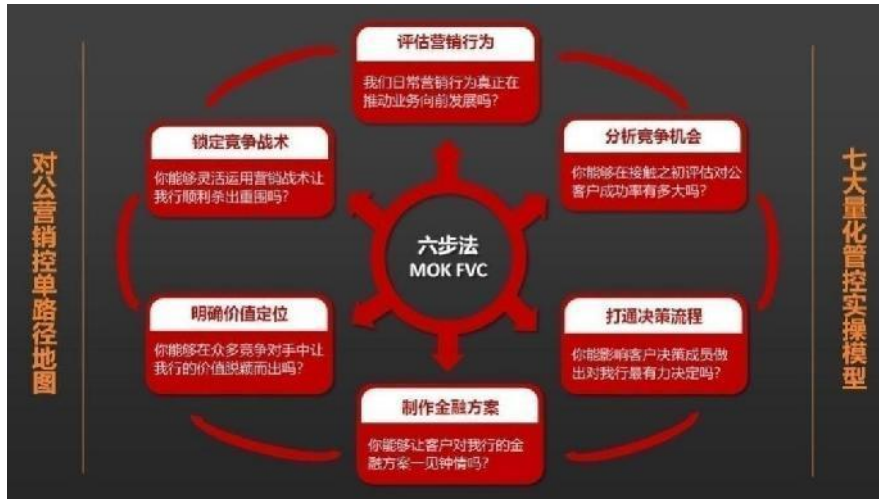 对公营销控单路径地图
评估营销行为
我们日常营销行为真正在
推动业务向前发展吗?
分析竞争机会
你能够在接触之初评估对公
客户成功率有多大吗?
打通决策流程
你能影响客户决策成员做
出对我行最有力决定吗?
制作金融方案
你能够让客户对我行的金
融方案一见钟情吗?
明确价值定位
你能够在众多竞争对手中让
我行的价值脱颖而出吗?
锁定竞争战术
你能够灵活运用营销战术让
我行顺利杀出重围吗?
六步法
MOK FVC
七大量化管控实操模型